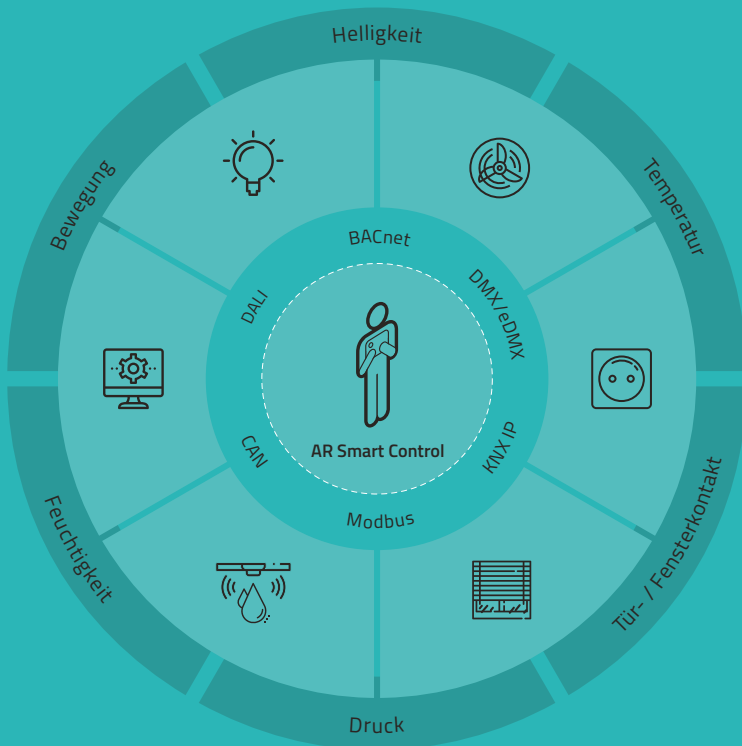 Helligkeit
Temperatur
Tür- / Fensterkontakt
Druck
Feuchtigkeit
Bewegung
BACnet
DMX/eDMX
KNX IP
Modbus
CAN
DALI
AR Smart Control